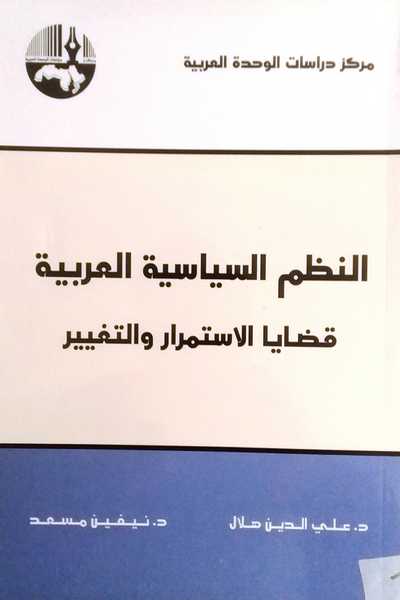 مركز دراسات الوحدة العربية
النظم السياسية العربية
قضايا الاستمرار والتغيير
د. علي الدين هلال د. نيفين مسعد